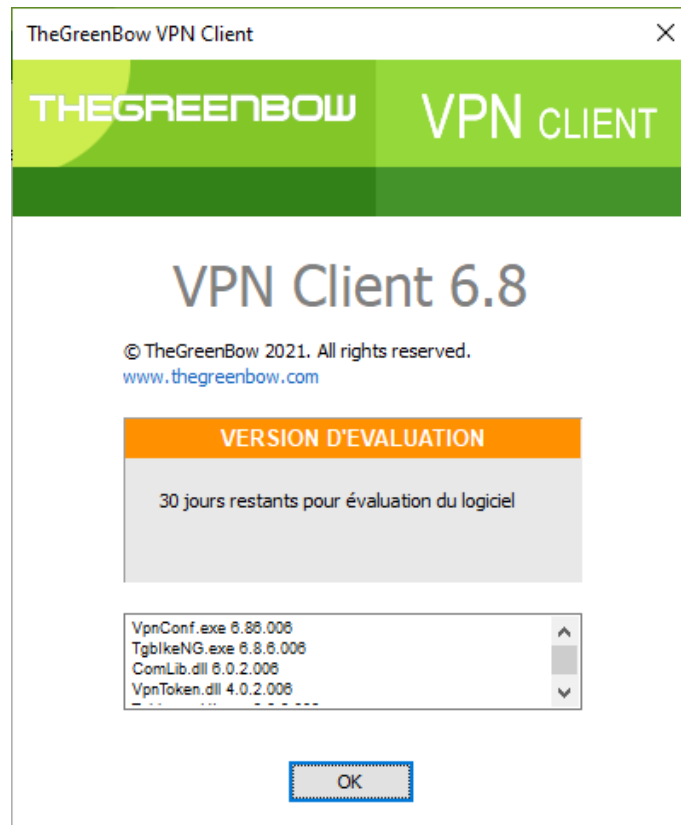 TheGreenBow VPN Client
THEGREENBOW
VPN CLIENT
VPN Client 6.8
© TheGreenBow 2021. All rights reserved.
www.thegreenbow.com
VERSION D'EVALUATION
30 jours restants pour évaluation du logiciel
VpnConf.exe 6.86.006
TgbIkeNG.exe 6.8.6.006
ComLib.dll 6.0.2.006
VpnToken.dll 4.0.2.006
OK